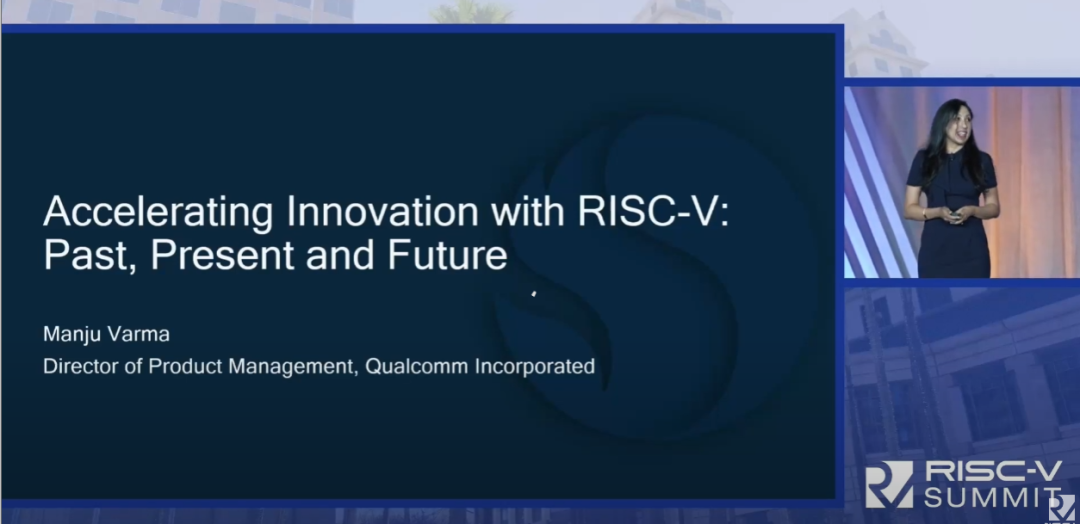 Accelerating Innovation with RISC-V:
Past, Present and Future
Manju Varma
Director of Product Management, Qualcomm Incorporated
RISC-V
SUMMIT